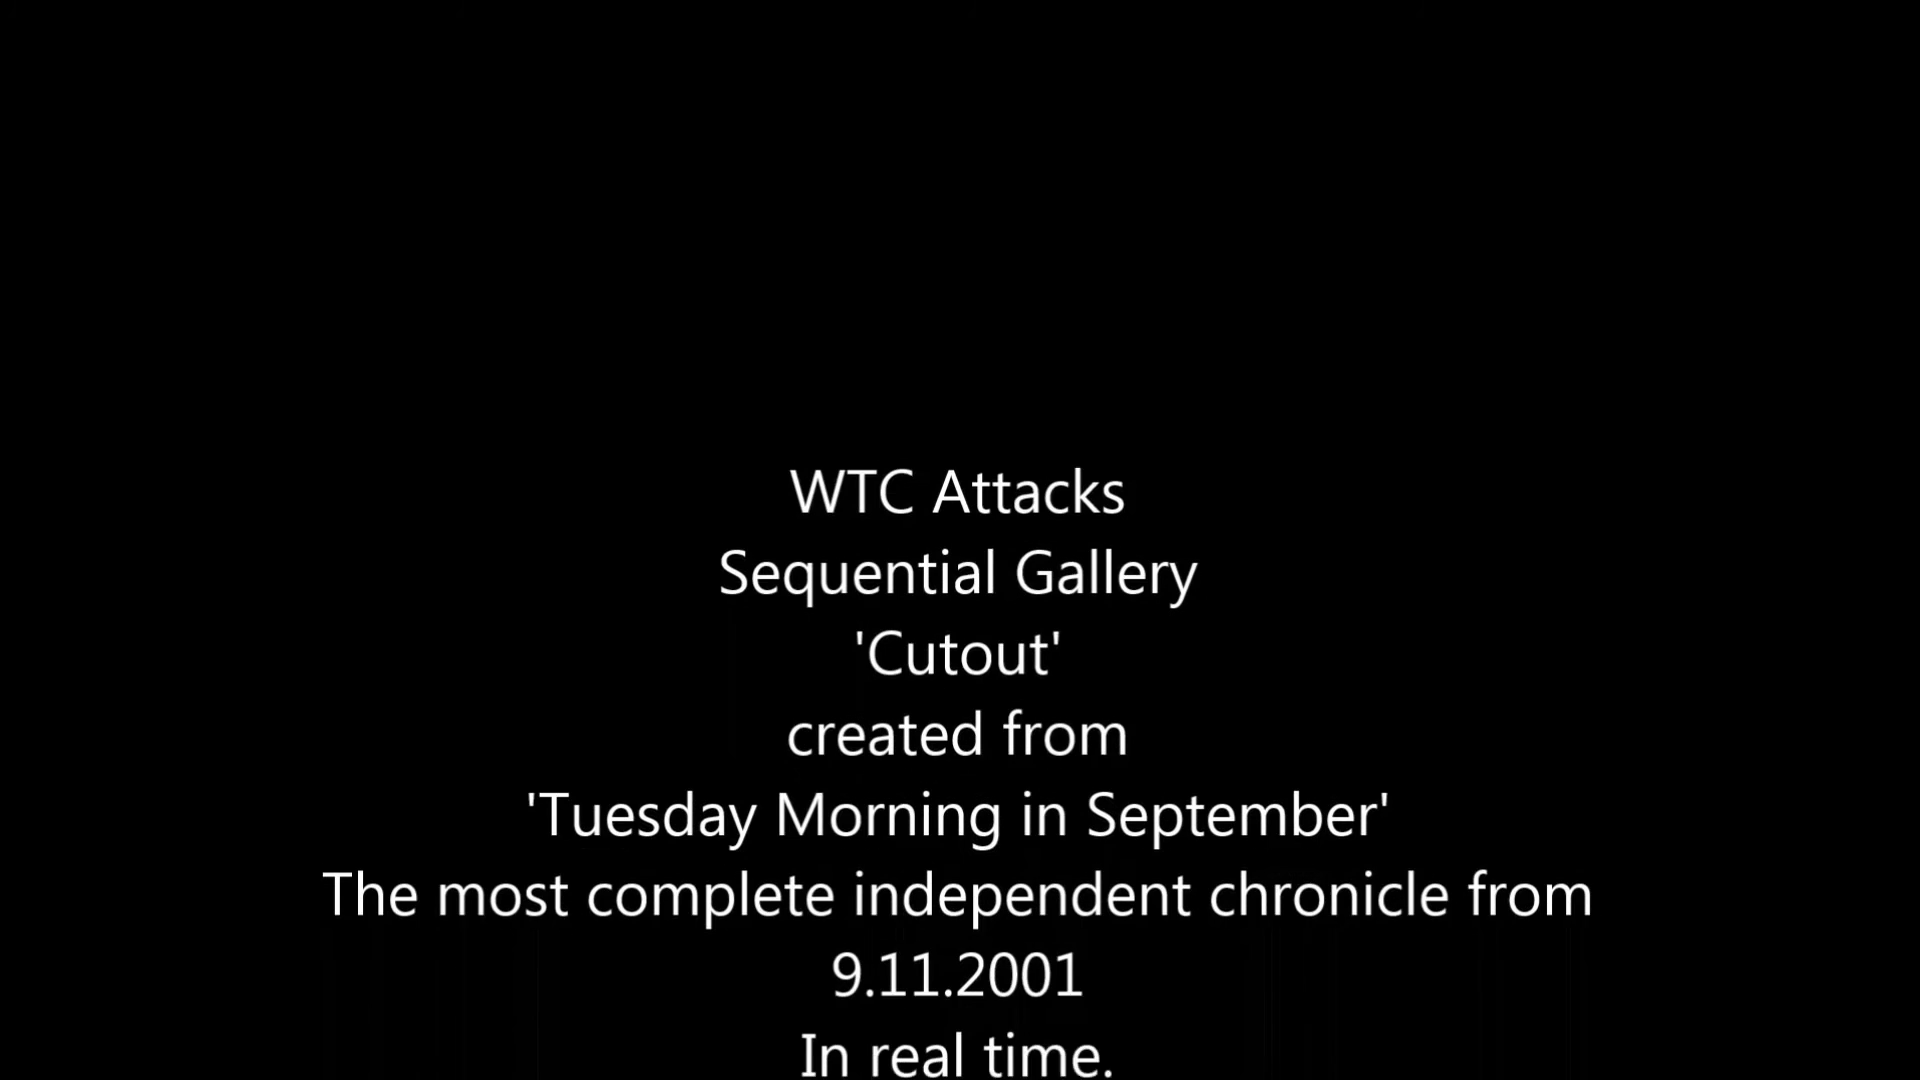 WTC Attacks
Sequential Gallery
'Cutout'
created from
'Tuesday Morning in September'
The most complete independent chronicle from
9.11.2001
In real time.